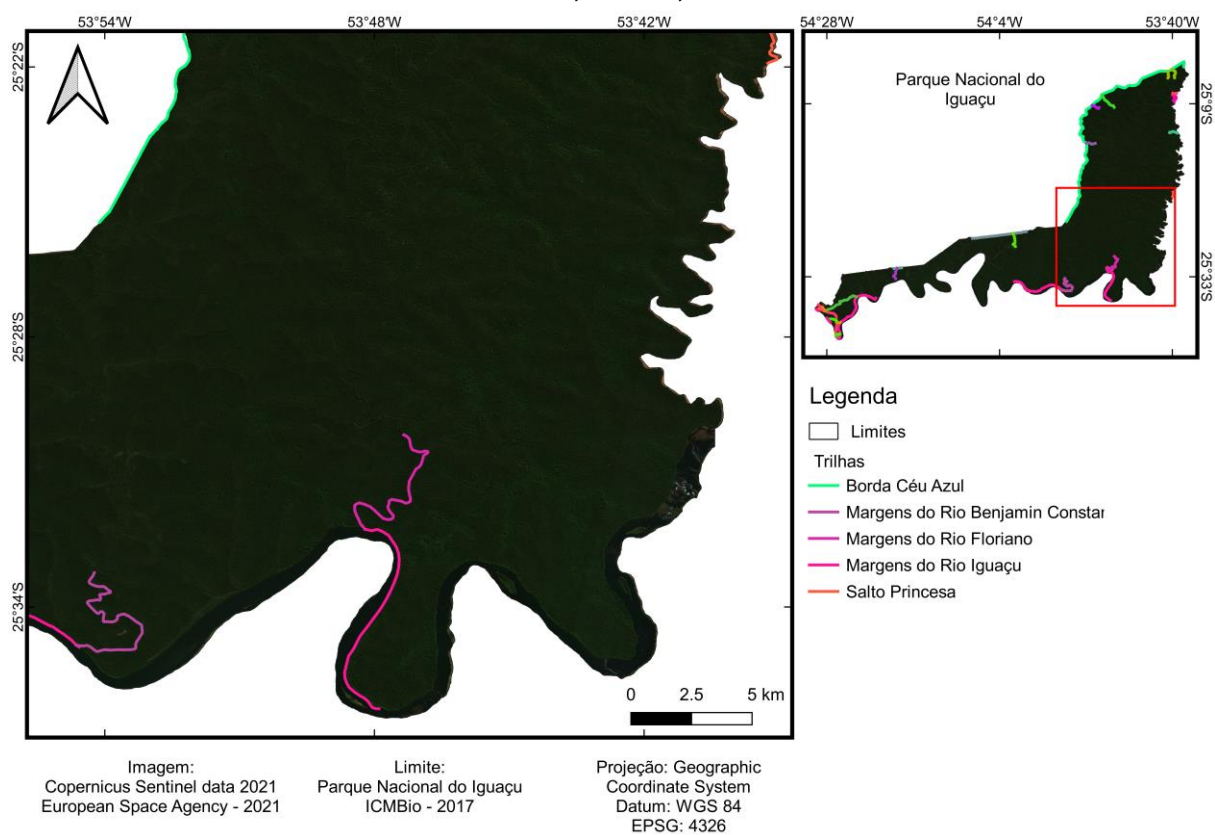 53°54'W
53°48'W
53°42'W
25°22'S
25°28'S
25°34'S
0 2.5 5 km
54°28'W
54°4'W
53°40'W
Parque Nacional do
Iguaçu
25°9'S
25°33'S
Legenda
Limites
Trilhas
Borda Céu Azul
Margens do Rio Benjamin Constar
Margens do Rio Floriano
Margens do Rio Iguaçu
Salto Princesa
Imagem:
Copernicus Sentinel data 2021
European Space Agency - 2021
Limite:
Parque Nacional do Iguaçu
ICMBio - 2017
Projeção: Geographic
Coordinate System
Datum: WGS 84
EPSG: 4326